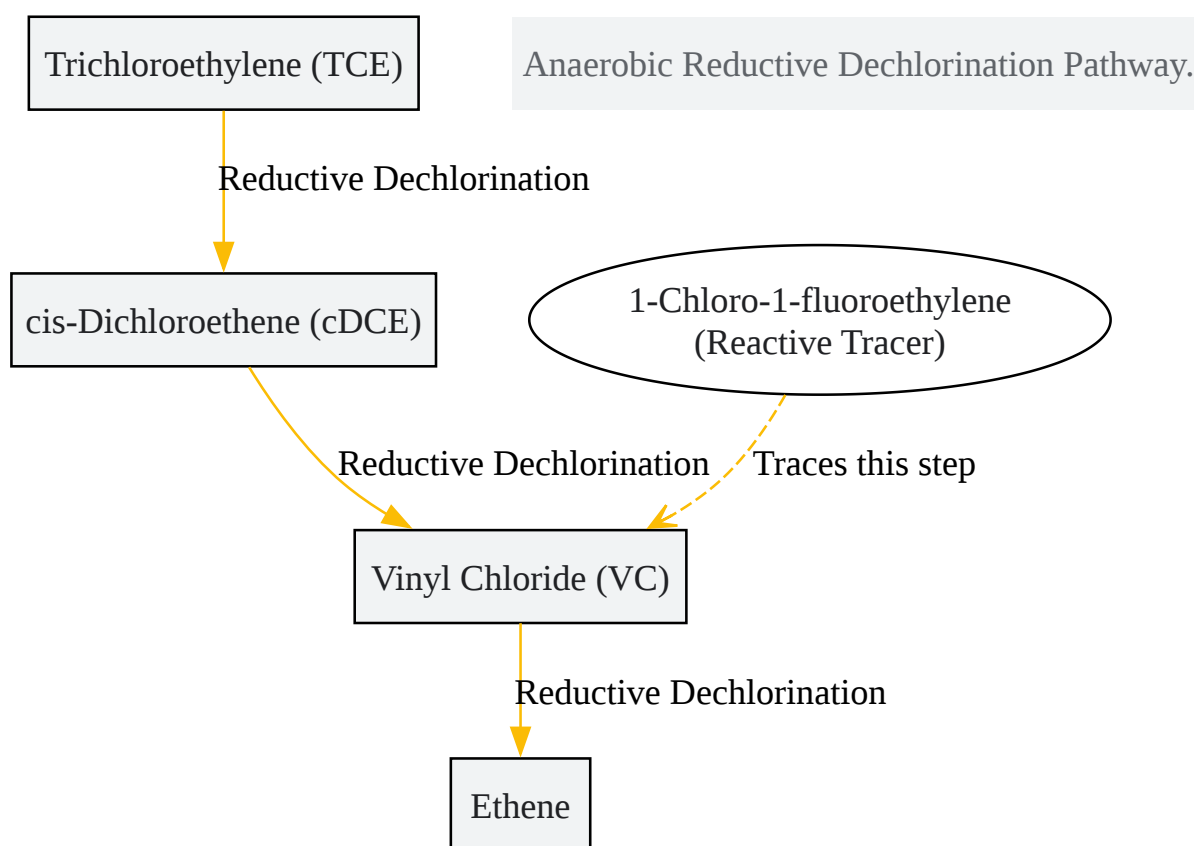 Trichloroethylene (TCE)
Anaerobic Reductive Dechlorination Pathway.
Reductive Dechlorination
cis-Dichloroethene (cDCE)
1-Chloro-1-fluoroethylene
(Reactive Tracer)
Reductive Dechlorination
Traces this step
Vinyl Chloride (VC)
Reductive Dechlorination
Ethene